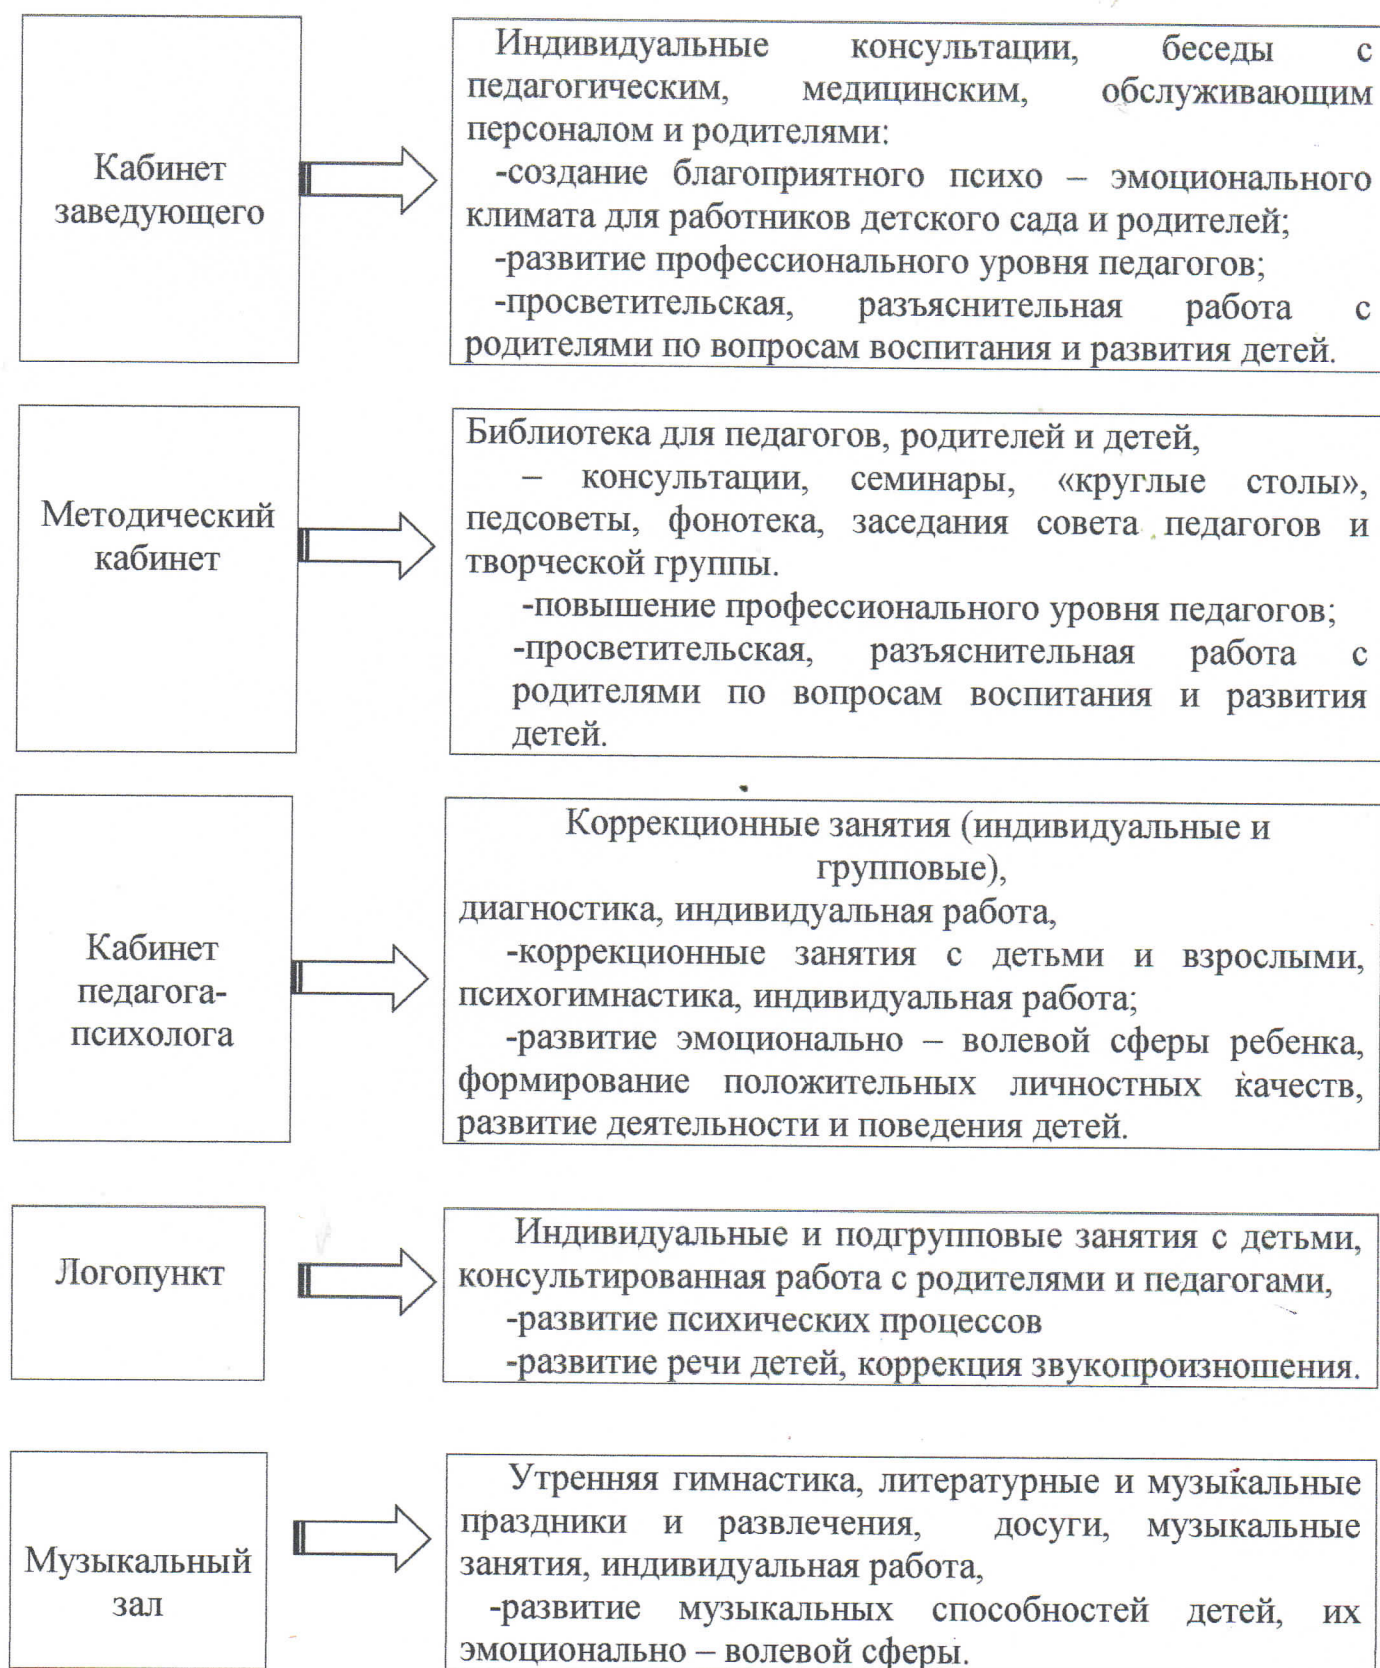 Кабинет
заведующего
Индивидуальные консультации, беседы с
педагогическим, медицинским, обслуживающим
персоналом и родителями:
-создание благоприятного психо – эмоционального
климата для работников детского сада и родителей;
-развитие профессионального уровня педагогов;
-просветительская, разъяснительная работа с
родителями по вопросам воспитания и развития детей.
Методический
кабинет
Библиотека для педагогов, родителей и детей,
– консультации, семинары, «круглые столы»,
педсоветы, фонотека, заседания совета педагогов и
творческой группы.
-повышение профессионального уровня педагогов;
-просветительская, разъяснительная работа с
родителями по вопросам воспитания и развития
детей.
Кабинет
педагога-
психолога
Коррекционные занятия (индивидуальные и
групповые),
диагностика, индивидуальная работа,
-коррекционные занятия с детьми и взрослыми,
психогимнастика, индивидуальная работа;
-развитие эмоционально – волевой сферы ребенка,
формирование положительных личностных качеств,
развитие деятельности и поведения детей.
Логопункт
Индивидуальные и подгрупповые занятия с детьми,
консультированная работа с родителями и педагогами,
-развитие психических процессов
-развитие речи детей, коррекция звукопроизношения.
Музыкальный
зал
Утренняя гимнастика, литературные и музыкальные
праздники и развлечения, досуги, музыкальные
занятия, индивидуальная работа,
-развитие музыкальных способностей детей, их
эмоционально – волевой сферы.